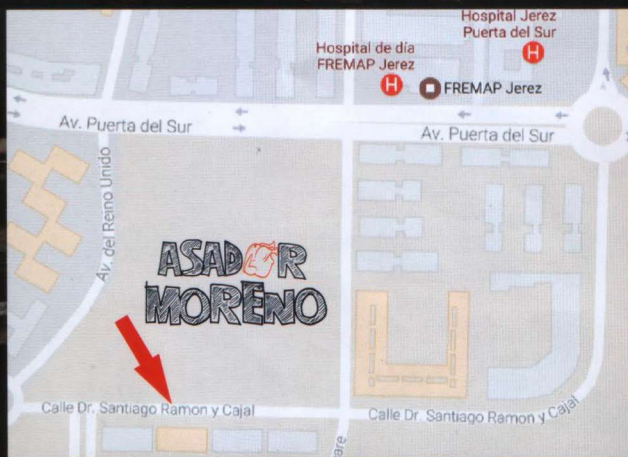 Hospital Jerez
Puerta del Sur
Hospital de día
FREMAP Jerez
H
H
FREMAP Jerez
Av. Puerta del Sur
Av. Puerta del Sur
Av. del Reino Unido
ASADOR
MORENO
Calle Dr. Santiago Ramon y Cajal
Calle Dr. Santiago Ramon y Cajal